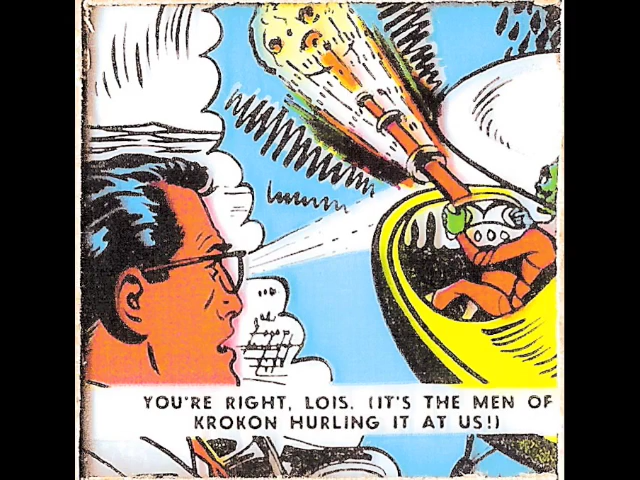 YOU'RE RIGHT, LOIS. (IT'S THE MEN OF
KROKON HURLING IT AT US!)